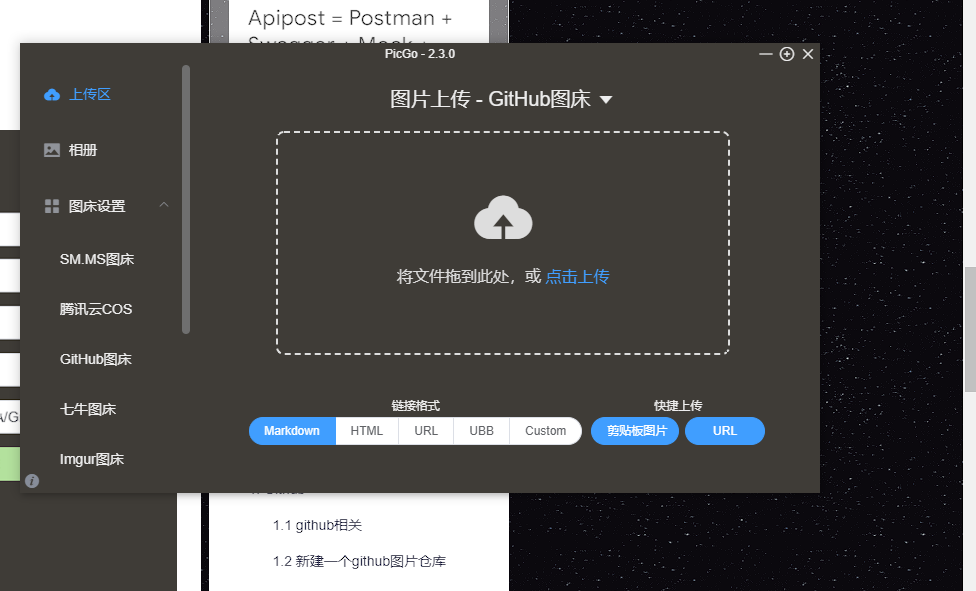 Apipost = Postman +
Swagger + Mock +
PicGo - 2.3.0
上传区
相册
图床设置
SM.MS图床
腾讯云COS
GitHub图床
七牛图床
Imgur图床
图片上传 - GitHub图床
将文件拖到此处，或 点击上传
链接格式
快捷上传
Markdown HTML URL UBB Custom 剪贴板图片 URL
1.1 github相关
1.2 新建一个github图片仓库